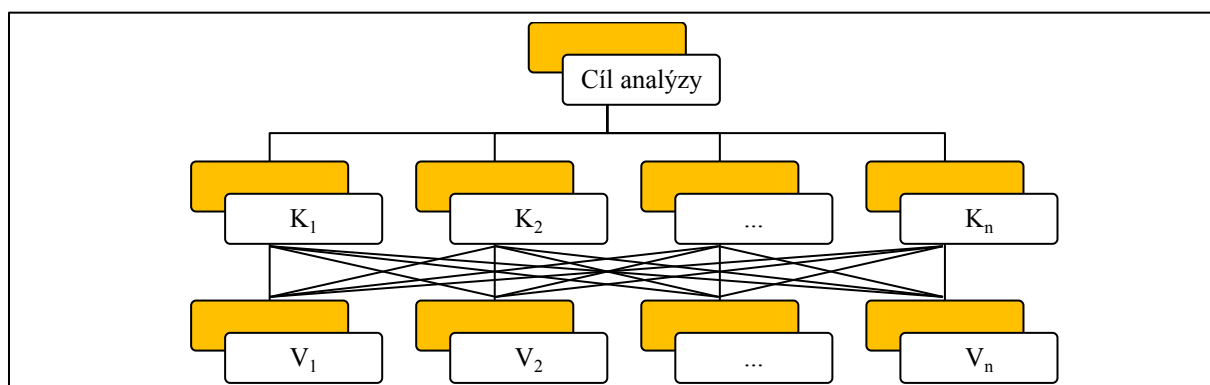 Cíl analýzy
K₁ K₂ ... Kₙ
V₁ V₂ ... Vₙ